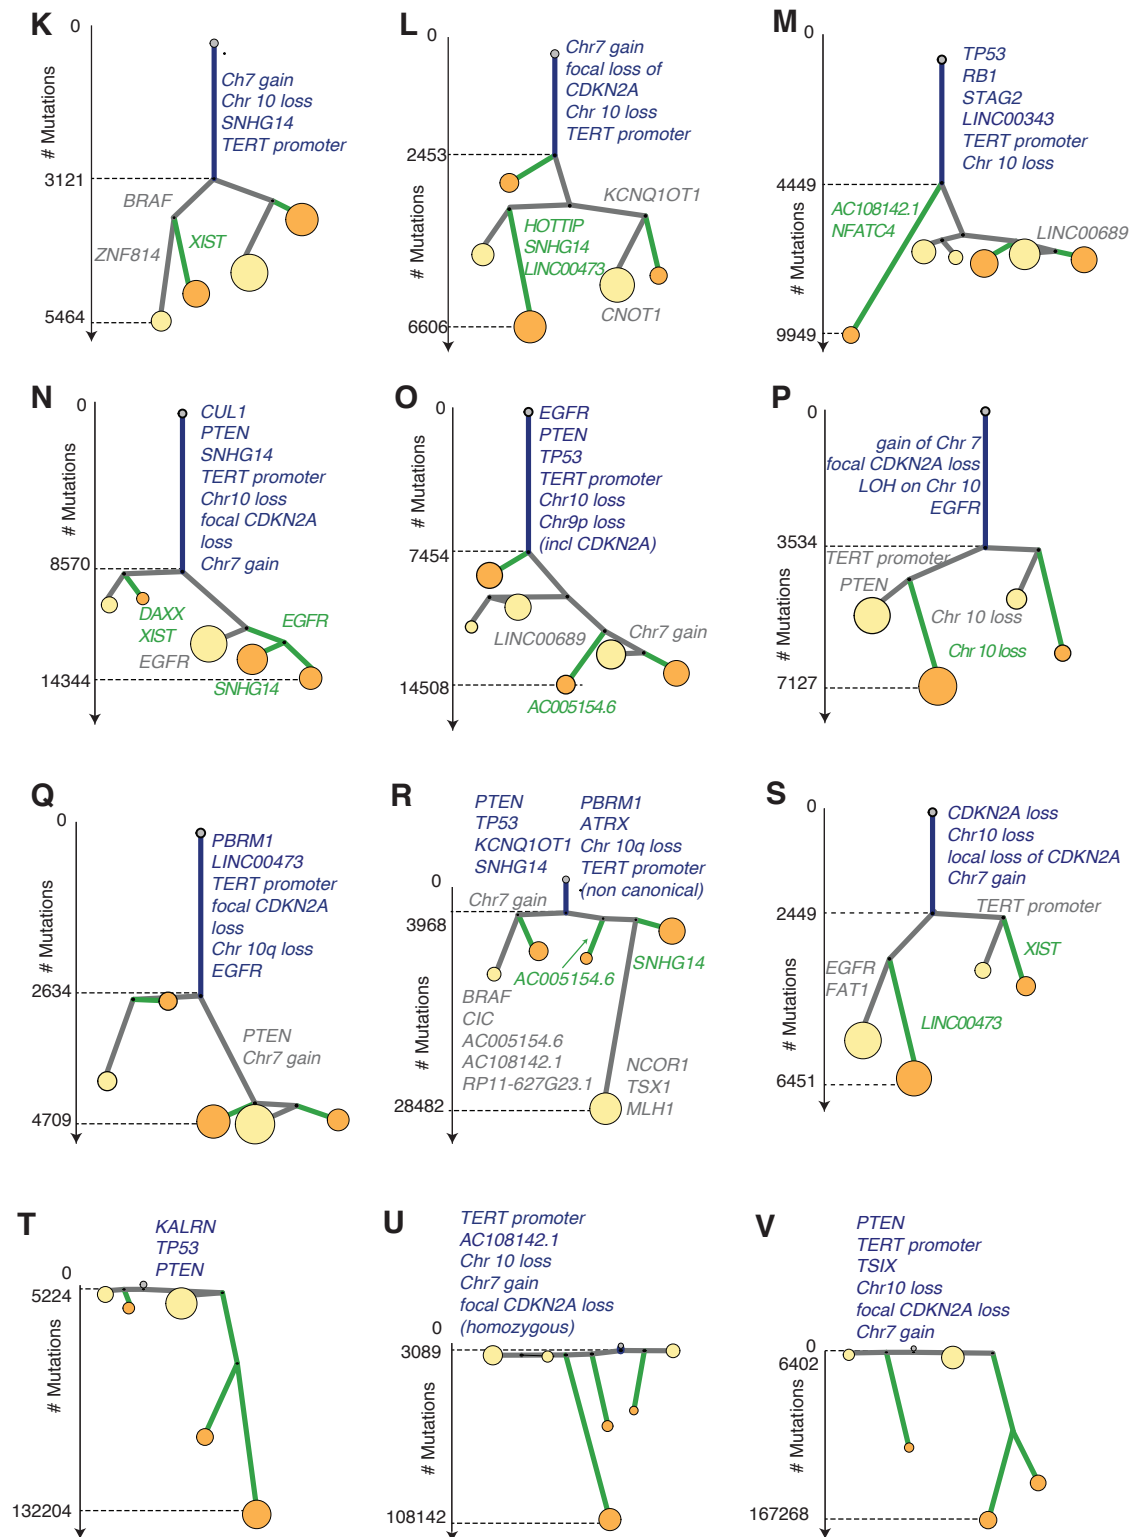 K
0
# Mutations
Ch7 gain
Chr 10 loss
SNHG14
TERT promoter
3121
BRAF
XIST
ZNF814
5464
L
0
# Mutations
Chr7 gain
focal loss of
CDKN2A
Chr 10 loss
TERT promoter
2453
KCNQ1OT1
HOTTIP
SNHG14
LINC00473
CNOT1
6606
M
0
# Mutations
TP53
RB1
STAG2
LINC00343
TERT promoter
Chr 10 loss
4449
AC108142.1
NFATC4
LINC00689
9949
N
0
# Mutations
CUL1
PTEN
SNHG14
TERT promoter
Chr10 loss
focal CDKN2A
loss
Chr7 gain
8570
DAXX
XIST
EGFR
EGFR
SNHG14
14344
O
0
# Mutations
EGFR
PTEN
TP53
TERT promoter
Chr10 loss
Chr9p loss
(incl CDKN2A)
7454
LINC00689
Chr7 gain
14508
AC005154.6
P
0
# Mutations
gain of Chr 7
focal CDKN2A loss
LOH on Chr 10
EGFR
3534
TERT promoter
PTEN
Chr 10 loss
Chr 10 loss
7127
Q
0
# Mutations
PBRM1
LINC00473
TERT promoter
focal CDKN2A
loss
Chr 10q loss
EGFR
2634
PTEN
Chr7 gain
4709
R
PTEN
TP53
KCNQ1OT1
SNHG14
PBRM1
ATRX
Chr 10q loss
TERT promoter
(non canonical)
0
# Mutations
Chr7 gain
3968
AC005154.6
SNHG14
BRAF
CIC
AC005154.6
AC108142.1
RP11-627G23.1
NCOR1
TSX1
MLH1
28482
S
0
# Mutations
CDKN2A loss
Chr10 loss
local loss of CDKN2A
Chr7 gain
2449
TERT promoter
XIST
EGFR
FAT1
LINC00473
6451
T
KALRN
TP53
PTEN
0
5224
# Mutations
132204
U
TERT promoter
AC108142.1
Chr 10 loss
Chr7 gain
focal CDKN2A loss
(homozygous)
0
3089
# Mutations
108142
V
PTEN
TERT promoter
TSIX
Chr10 loss
focal CDKN2A loss
Chr7 gain
0
6402
# Mutations
167268